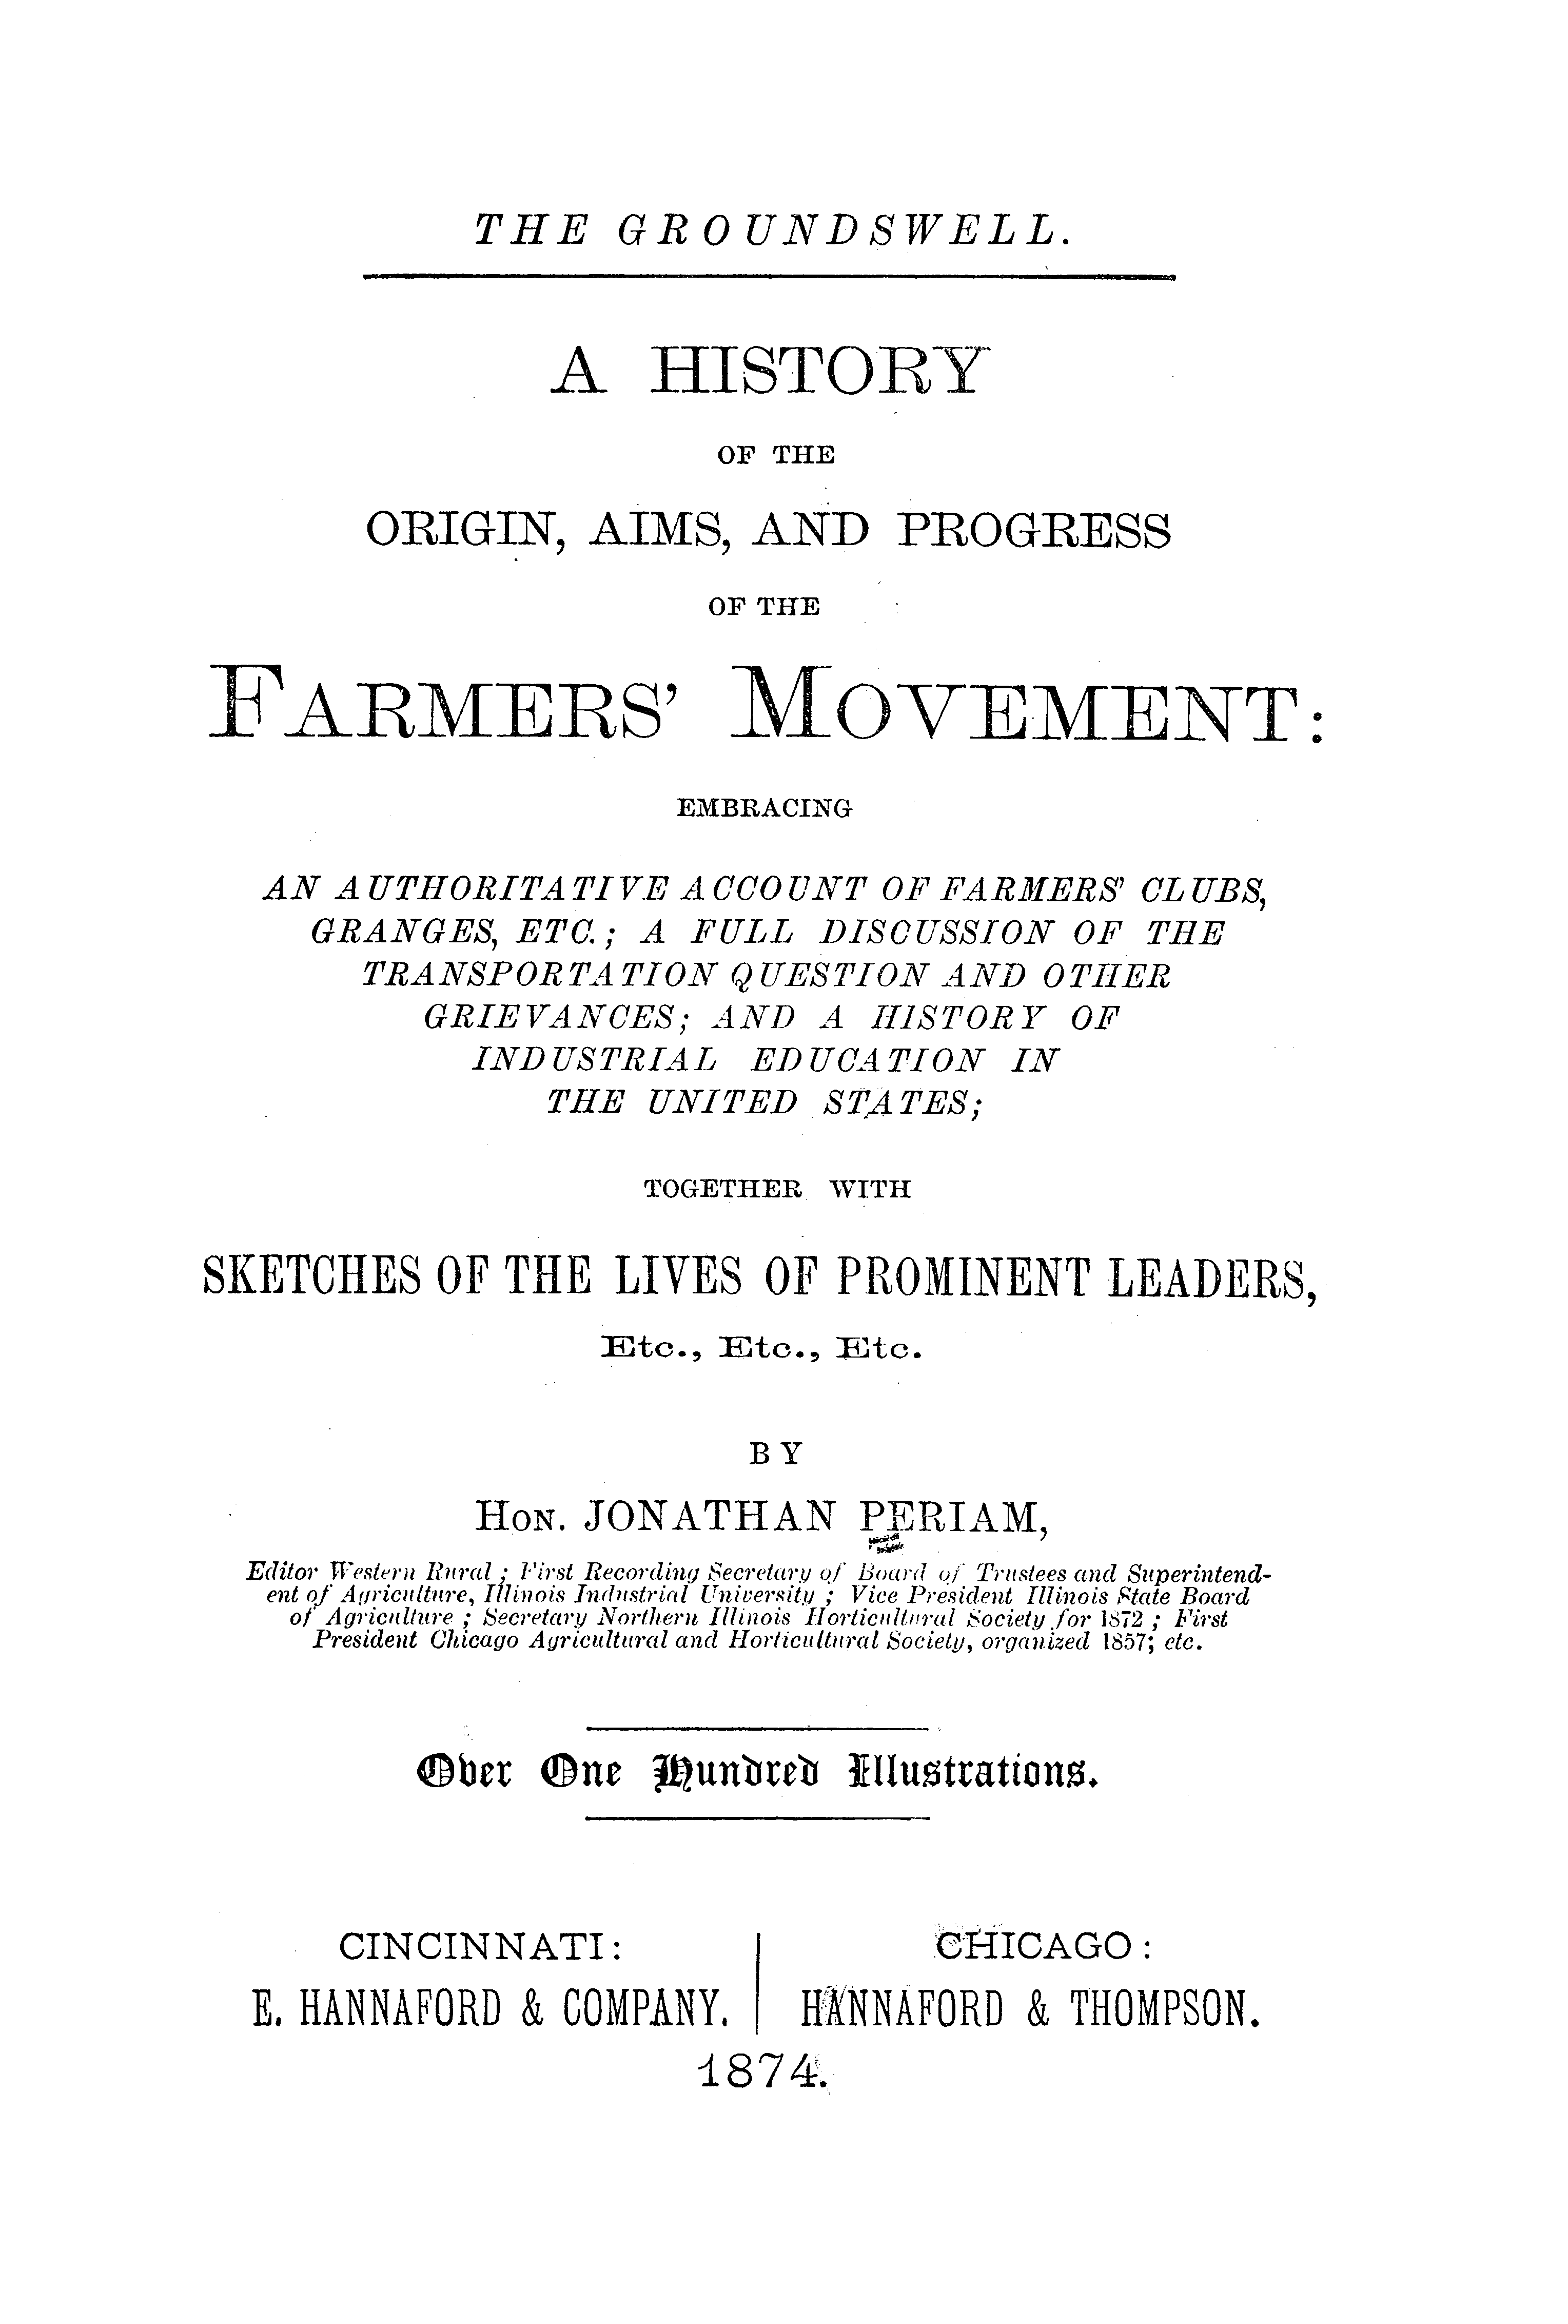 THE GROUNDSWELL.
A HISTORY
OF THE
ORIGIN, AIMS, AND PROGRESS
OF THE
FARMERS' MOVEMENT:
EMBRACING
AN AUTHORITATIVE ACCOUNT OF FARMERS' CLUBS,
GRANGES, ETC.; A FULL DISCUSSION OF THE
TRANSPORTATION QUESTION AND OTHER
GRIEVANCES; AND A HISTORY OF
INDUSTRIAL EDUCATION IN
THE UNITED STATES;
TOGETHER WITH
SKETCHES OF THE LIVES OF PROMINENT LEADERS,
Etc., Etc., Etc.
BY
HON. JONATHAN PERIAM,
Editor Western Rural; First Recording Secretary of Board of Trustees and Superintend-
ent of Agriculture, Illinois Industrial University; Vice President Illinois State Board
of Agriculture; Secretary Northern Illinois Horticultural Society for 1872; First
President Chicago Agricultural and Horticultural Society, organized 1857; etc.
Over One Hundred Illustrations.
CINCINNATI:
E. HANNAFORD & COMPANY.
CHICAGO:
HANNAFORD & THOMPSON.
1874.